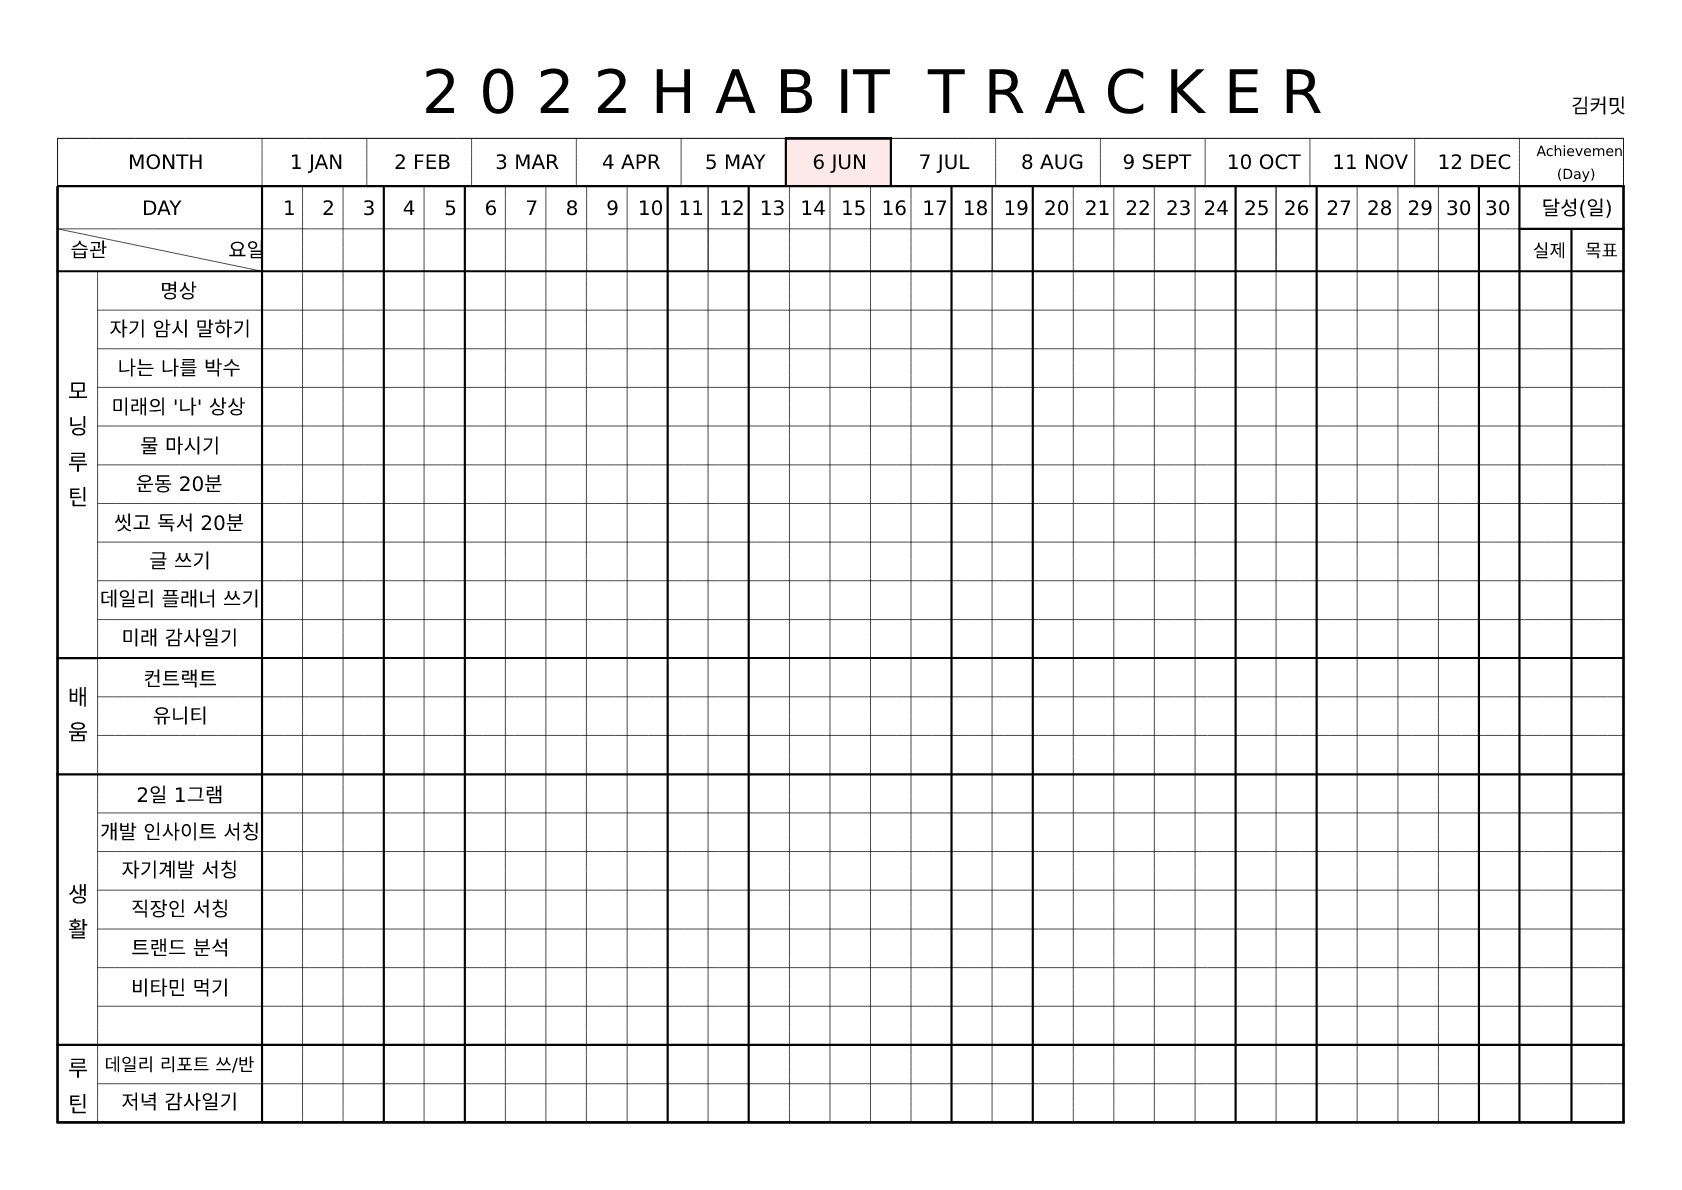 2022HABIT TRACKER
김커밋
MONTH 1 JAN 2 FEB 3 MAR 4 APR 5 MAY 6 JUN 7 JUL 8 AUG 9 SEPT 10 OCT 11 NOV 12 DEC Achievemen
(Day)
DAY 1 2 3 4 5 6 7 8 9 10 11 12 13 14 15 16 17 18 19 20 21 22 23 24 25 26 27 28 29 30 30 달성(일)
습관 요일 실제 목표
모닝루틴
명상
자기 암시 말하기
나는 나를 박수
미래의 '나' 상상
물 마시기
운동 20분
씻고 독서 20분
글 쓰기
데일리 플래너 쓰기
미래 감사일기
배움
컨트랙트
유니티
생활
2일 1그램
개발 인사이트 서칭
자기계발 서칭
직장인 서칭
트랜드 분석
비타민 먹기
루틴
데일리 리포트 쓰/반
저녁 감사일기